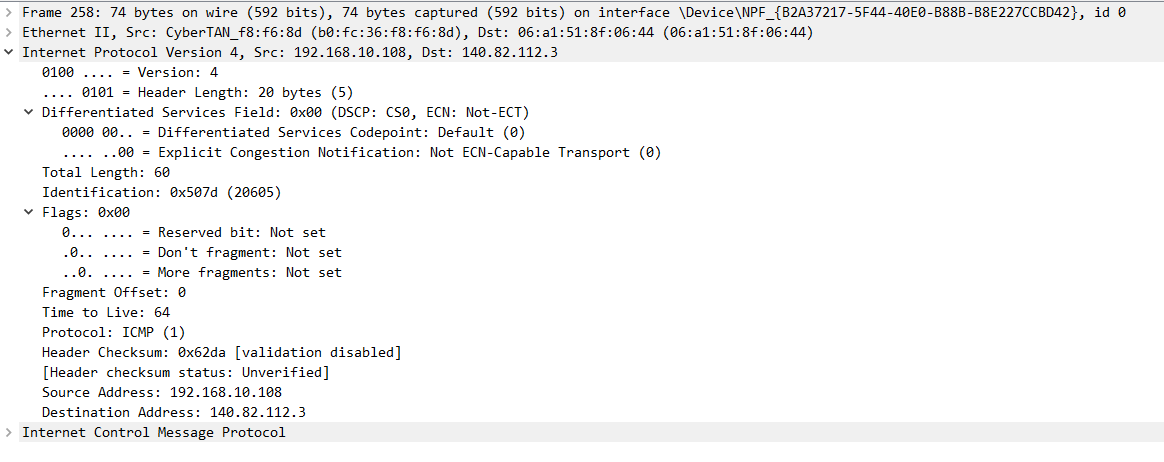 Frame 258: 74 bytes on wire (592 bits), 74 bytes captured (592 bits) on interface \Device\NPF_{B2A37217-5F44-40E0-B88B-B8E227CCBD42}, id 0
Ethernet II, Src: CyberTAN_f8:f6:8d (b0:fc:36:f8:f6:8d), Dst: 06:a1:51:8f:06:44 (06:a1:51:8f:06:44)
Internet Protocol Version 4, Src: 192.168.10.108, Dst: 140.82.112.3
0100 .... = Version: 4
.... 0101 = Header Length: 20 bytes (5)
Differentiated Services Field: 0x00 (DSCP: CS0, ECN: Not-ECT)
0000 00.. = Differentiated Services Codepoint: Default (0)
.... ..00 = Explicit Congestion Notification: Not ECN-Capable Transport (0)
Total Length: 60
Identification: 0x507d (20605)
Flags: 0x00
0... .... = Reserved bit: Not set
.0.. .... = Don't fragment: Not set
..0. .... = More fragments: Not set
Fragment Offset: 0
Time to Live: 64
Protocol: ICMP (1)
Header Checksum: 0x62da [validation disabled]
[Header checksum status: Unverified]
Source Address: 192.168.10.108
Destination Address: 140.82.112.3
Internet Control Message Protocol